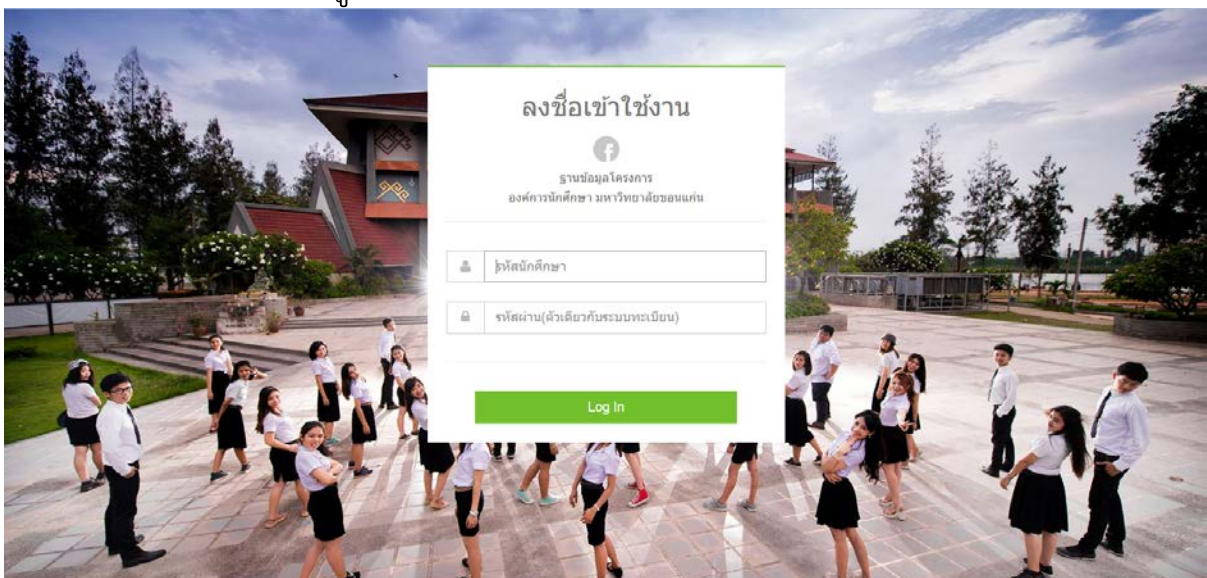 ลงชื่อเข้าใช้งาน
ฐานข้อมูลโครงการ
องค์การนักศึกษา มหาวิทยาลัยขอนแก่น
รหัสนักศึกษา
รหัสผ่าน(ตัวเดียวกับระบบทะเบียน)
Log In